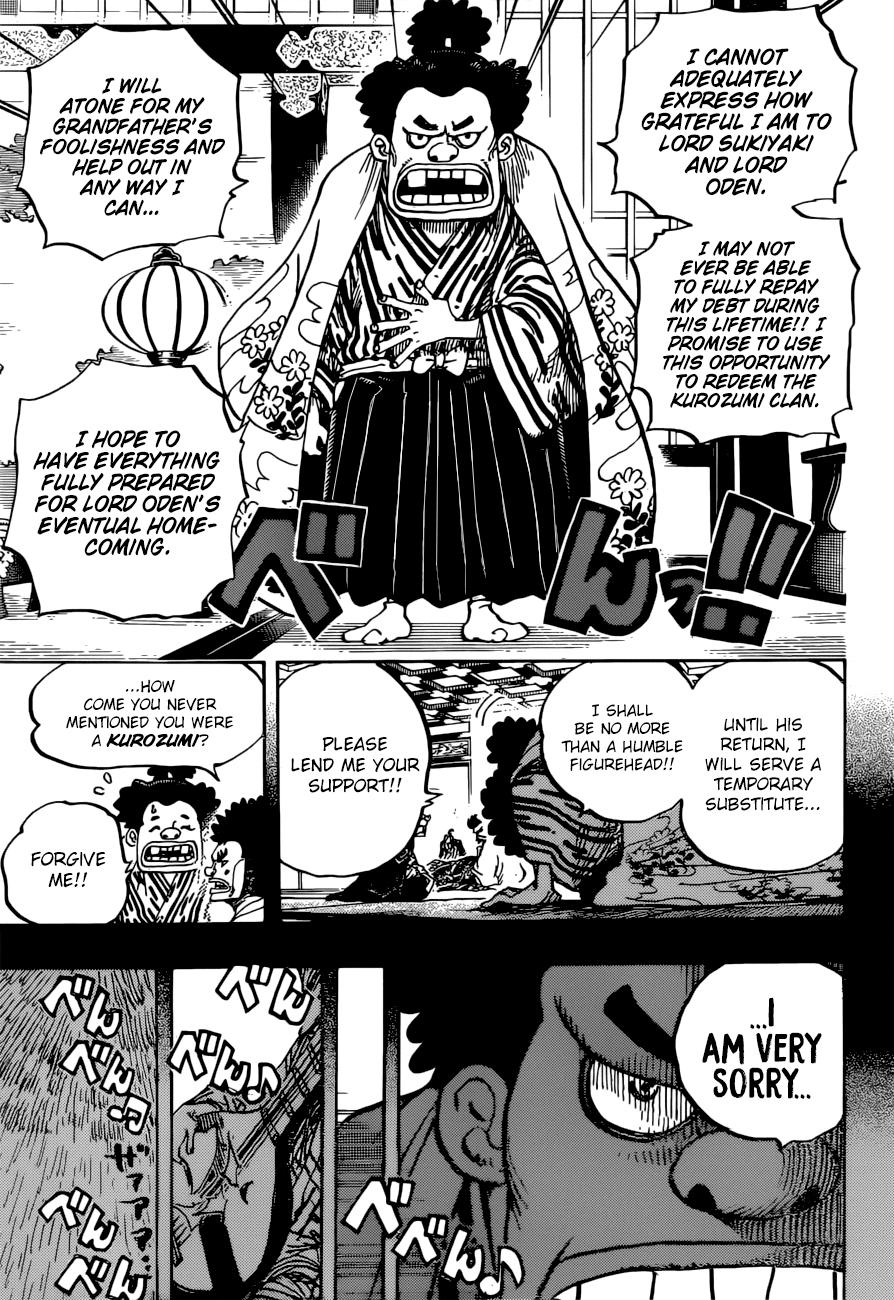 I CANNOT
ADEQUATELY
EXPRESS HOW
GRATEFUL I AM TO
LORD SUKIYAKI
AND LORD
ODEN.
I MAY NOT
EVER BE ABLE
TO FULLY REPAY
MY DEBT DURING
THIS LIFETIME!! I
PROMISE TO USE
THIS OPPORTUNITY
TO REDEEM THE
KUROZUMI CLAN.
I WILL
ATONE FOR MY
GRANDFATHER'S
FOOLISHNESS AND
HELP OUT IN
ANY WAY I
CAN...
I HOPE TO
HAVE EVERYTHING
FULLY PREPARED
FOR LORD ODEN'S
EVENTUAL HOME-
COMING.
べんっ!!
UNTIL HIS
RETURN, I
WILL SERVE A
TEMPORARY
SUBSTITUTE...
I SHALL
BE NO MORE
THAN A HUMBLE
FIGUREHEAD!!
PLEASE
LEND ME YOUR
SUPPORT!!
...HOW
COME YOU NEVER
MENTIONED YOU WERE
A KUROZUMI?
FORGIVE
ME!!
...I
AM VERY
SORRY...
べ
べん♪
べん
べん♪
べん
べん♪
ザアアア‥
べん
べん